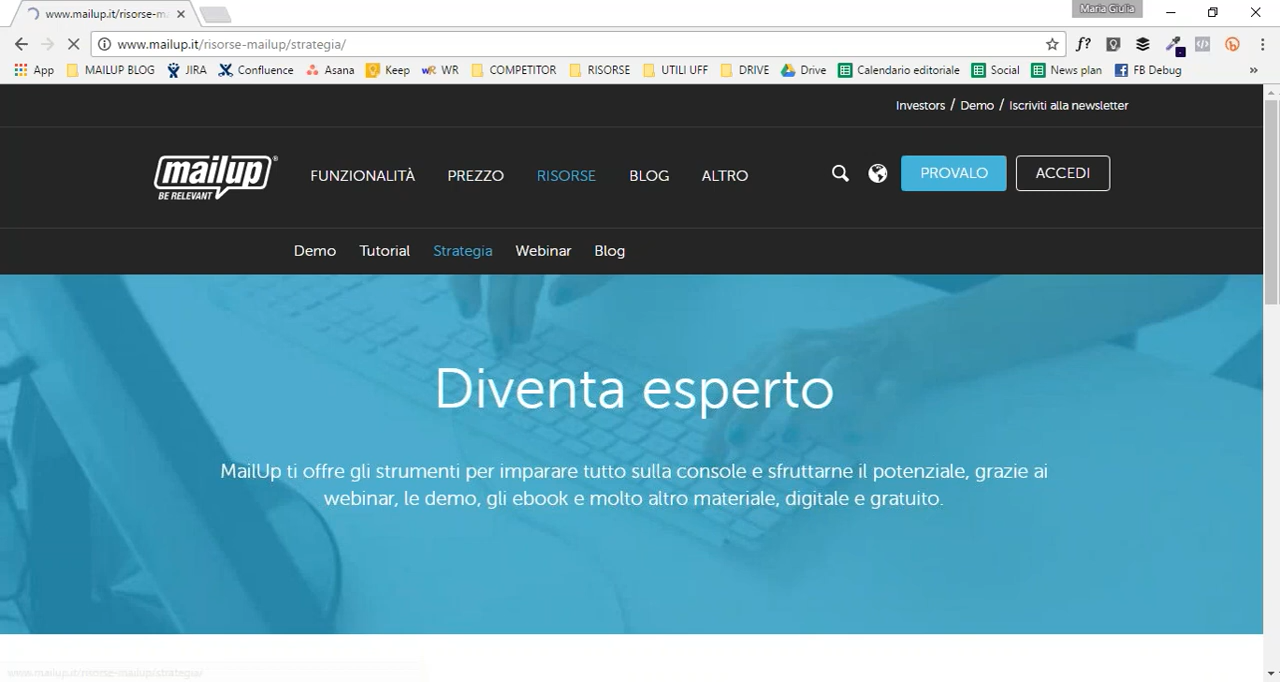 www.mailup.it/risorse-m
Maria Giulia
www.mailup.it/risorse-mailup/strategia/
f?
App MAILUP BLOG JIRA Confluence Asana Keep WR WR COMPETITOR RISORSE UTILI UFF DRIVE Drive Calendario editoriale Social News plan FB Debug »
Investors / Demo / Iscriviti alla newsletter
mailup®
BE RELEVANT
FUNZIONALITÀ PREZZO RISORSE BLOG ALTRO PROVALO ACCEDI
Demo Tutorial Strategia Webinar Blog
Diventa esperto
MailUp ti offre gli strumenti per imparare tutto sulla console e sfruttarne il potenziale, grazie ai
webinar, le demo, gli ebook e molto altro materiale, digitale e gratuito.
www.mailup.it/risorse-mailup/strategia/